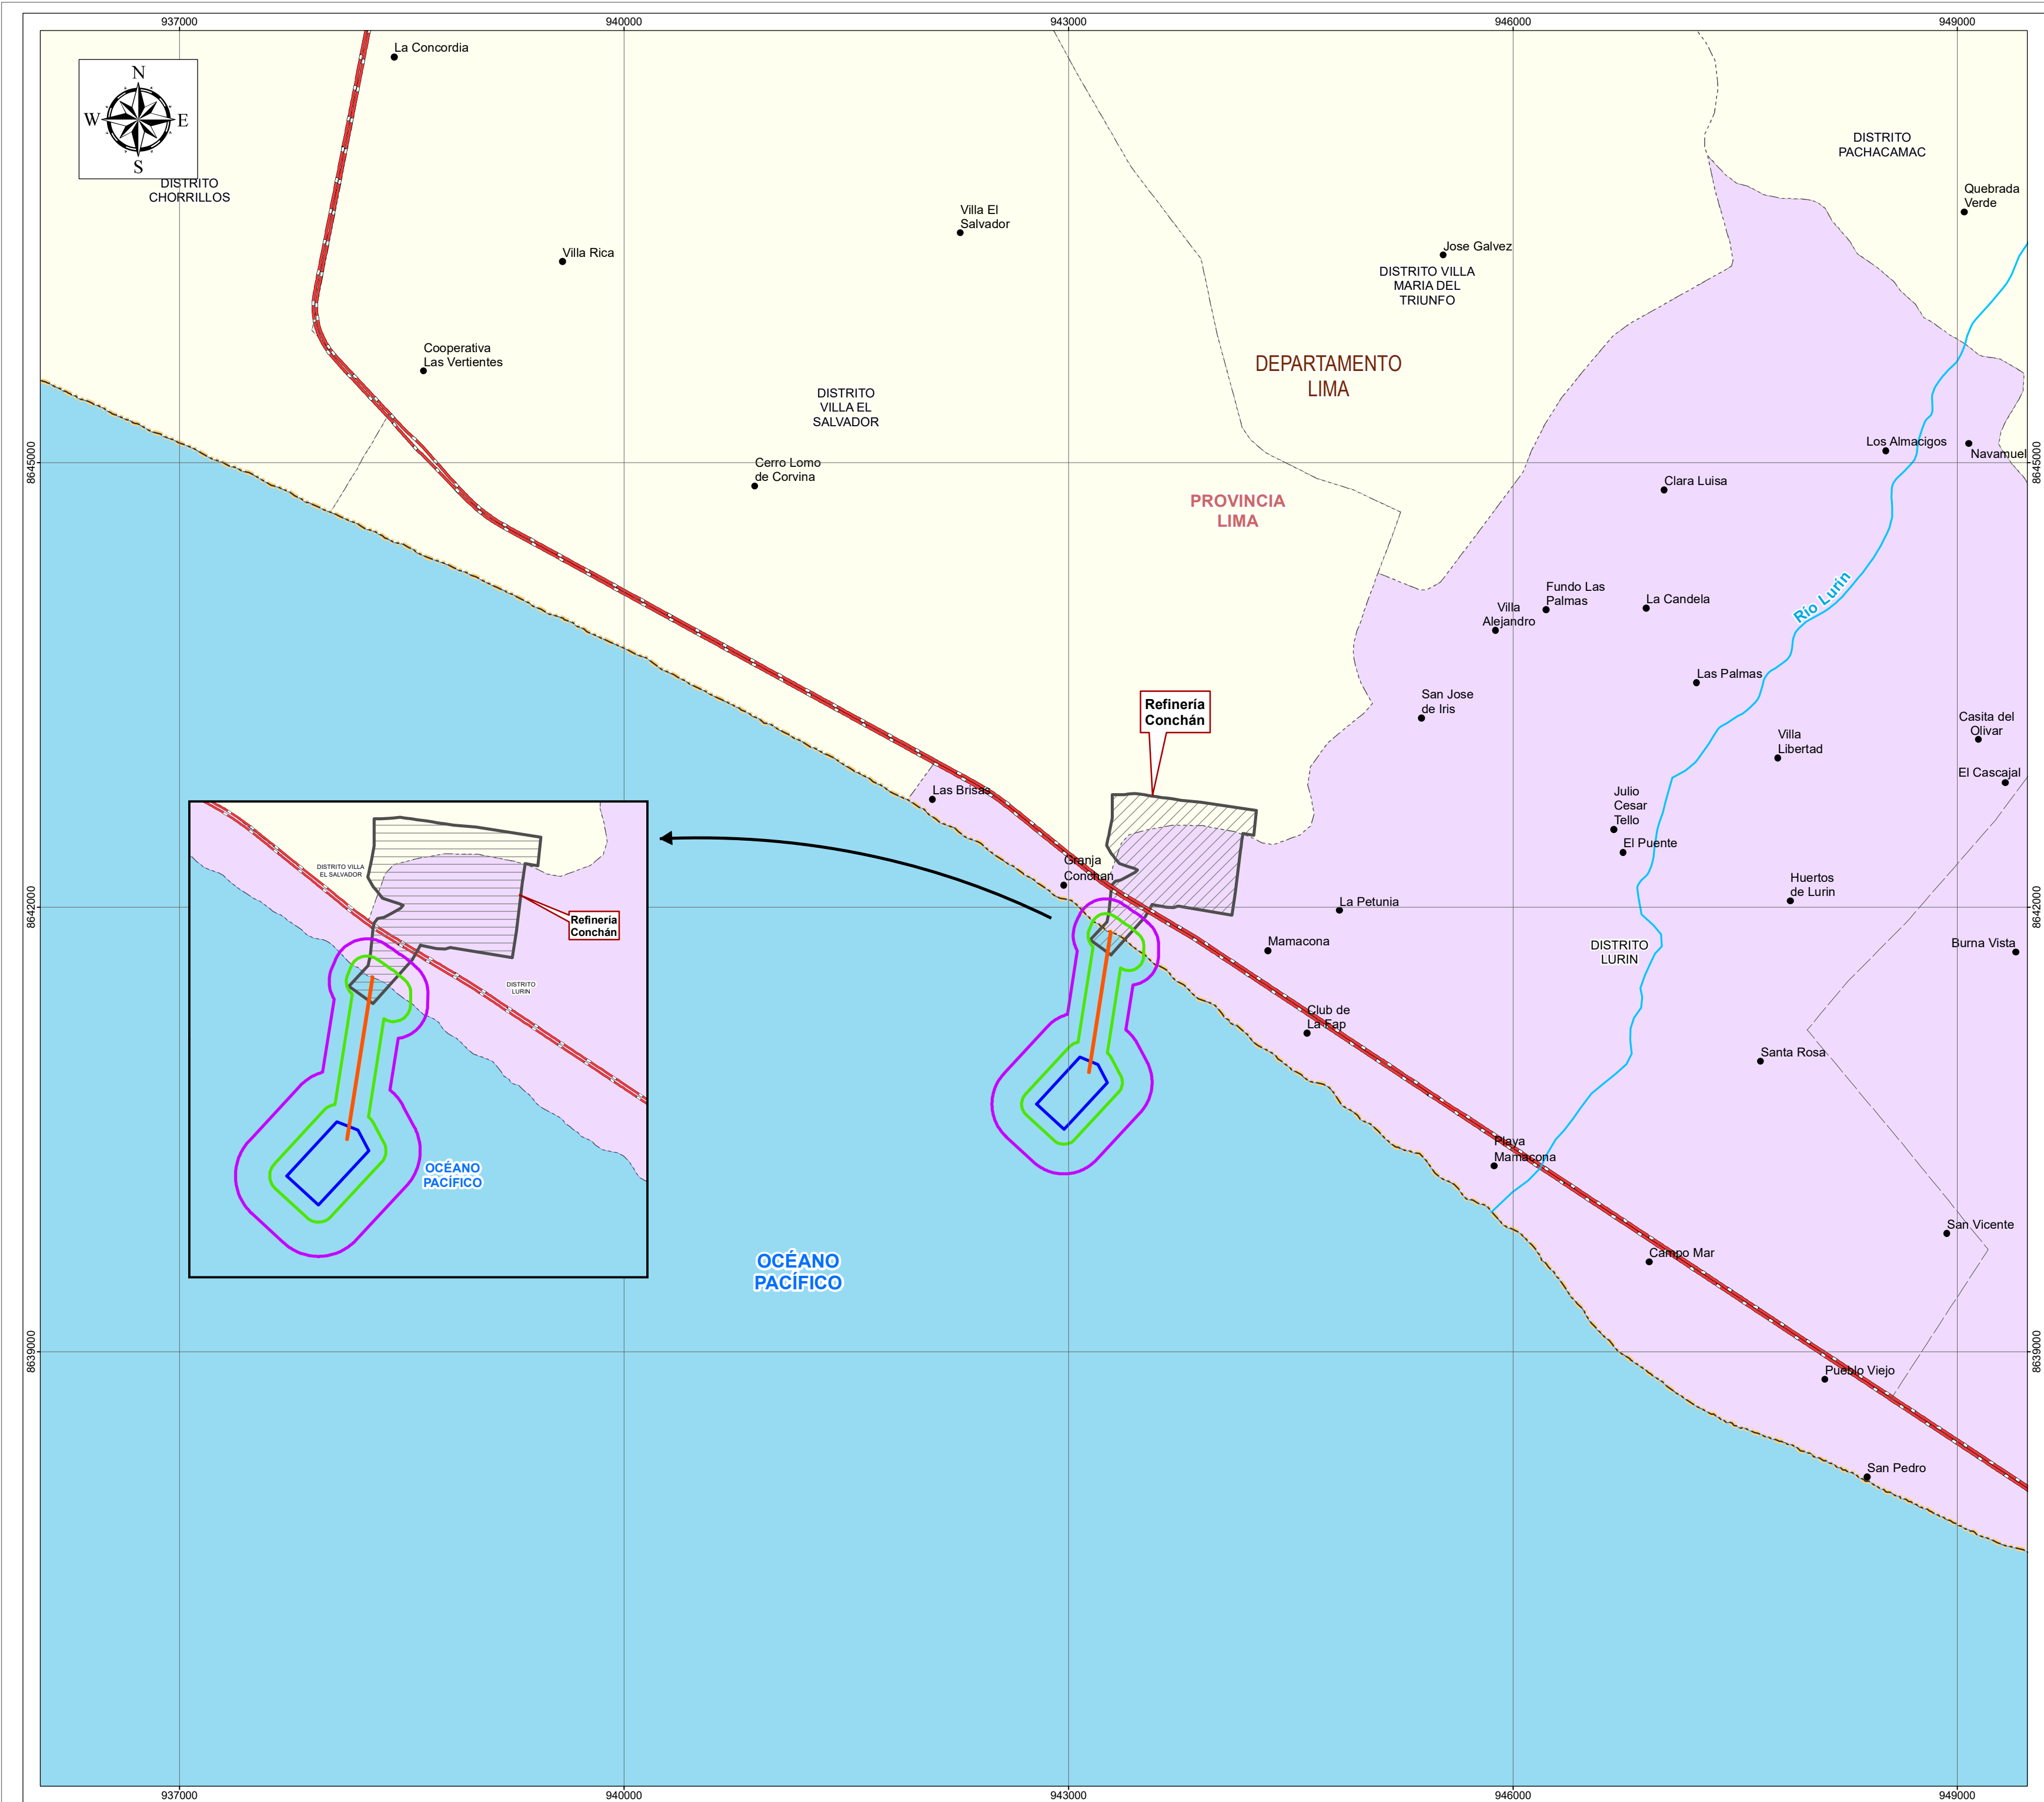 937000
940000
943000
946000
949000
La Concordia
N
W
E
S
DISTRITO
CHORRILLOS
DISTRITO
PACHACAMAC
Quebrada
Verde
Villa El
Salvador
Villa Rica
Jose Galvez
DISTRITO VILLA
MARIA DEL
TRIUNFO
Cooperativa
Las Vertientes
DEPARTAMENTO
LIMA
DISTRITO
VILLA EL
SALVADOR
8645000
8645000
Los Almacigos
Navamuel
Cerro Lomo
de Corvina
Clara Luisa
PROVINCIA
LIMA
Río Lurin
Fundo Las
Palmas
La Candela
Villa
Alejandro
Las Palmas
San Jose
de Iris
Refinería
Conchán
Casita del
Olivar
Villa
Libertad
El Cascajal
Las Brisas
Julio
Cesar
Tello
El Puente
Granja
Conchan
DISTRITO VILLA
EL SALVADOR
Huertos
de Lurin
8642000
8642000
La Petunia
Refinería
Conchán
Mamacona
DISTRITO
LURIN
Burna Vista
DISTRITO
LURIN
Club de
La Fap
Santa Rosa
Playa
Mamacona
OCÉANO
PACÍFICO
San Vicente
Campo Mar
OCÉANO
PACÍFICO
8639000
8639000
Pueblo Viejo
San Pedro
937000
940000
943000
946000
949000